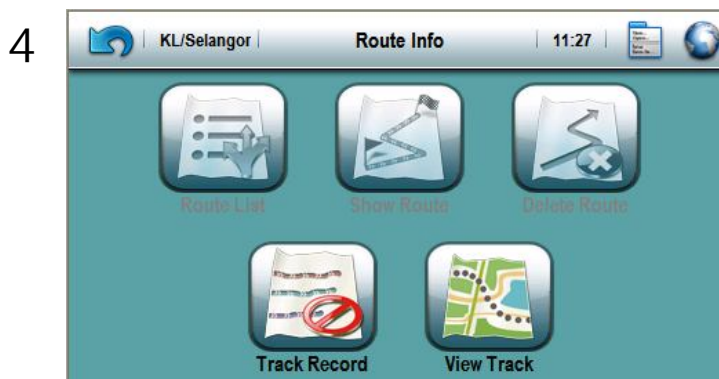 4
KL/Selangor Route Info 11:27
Route List Show Route Delete Route
Track Record View Track